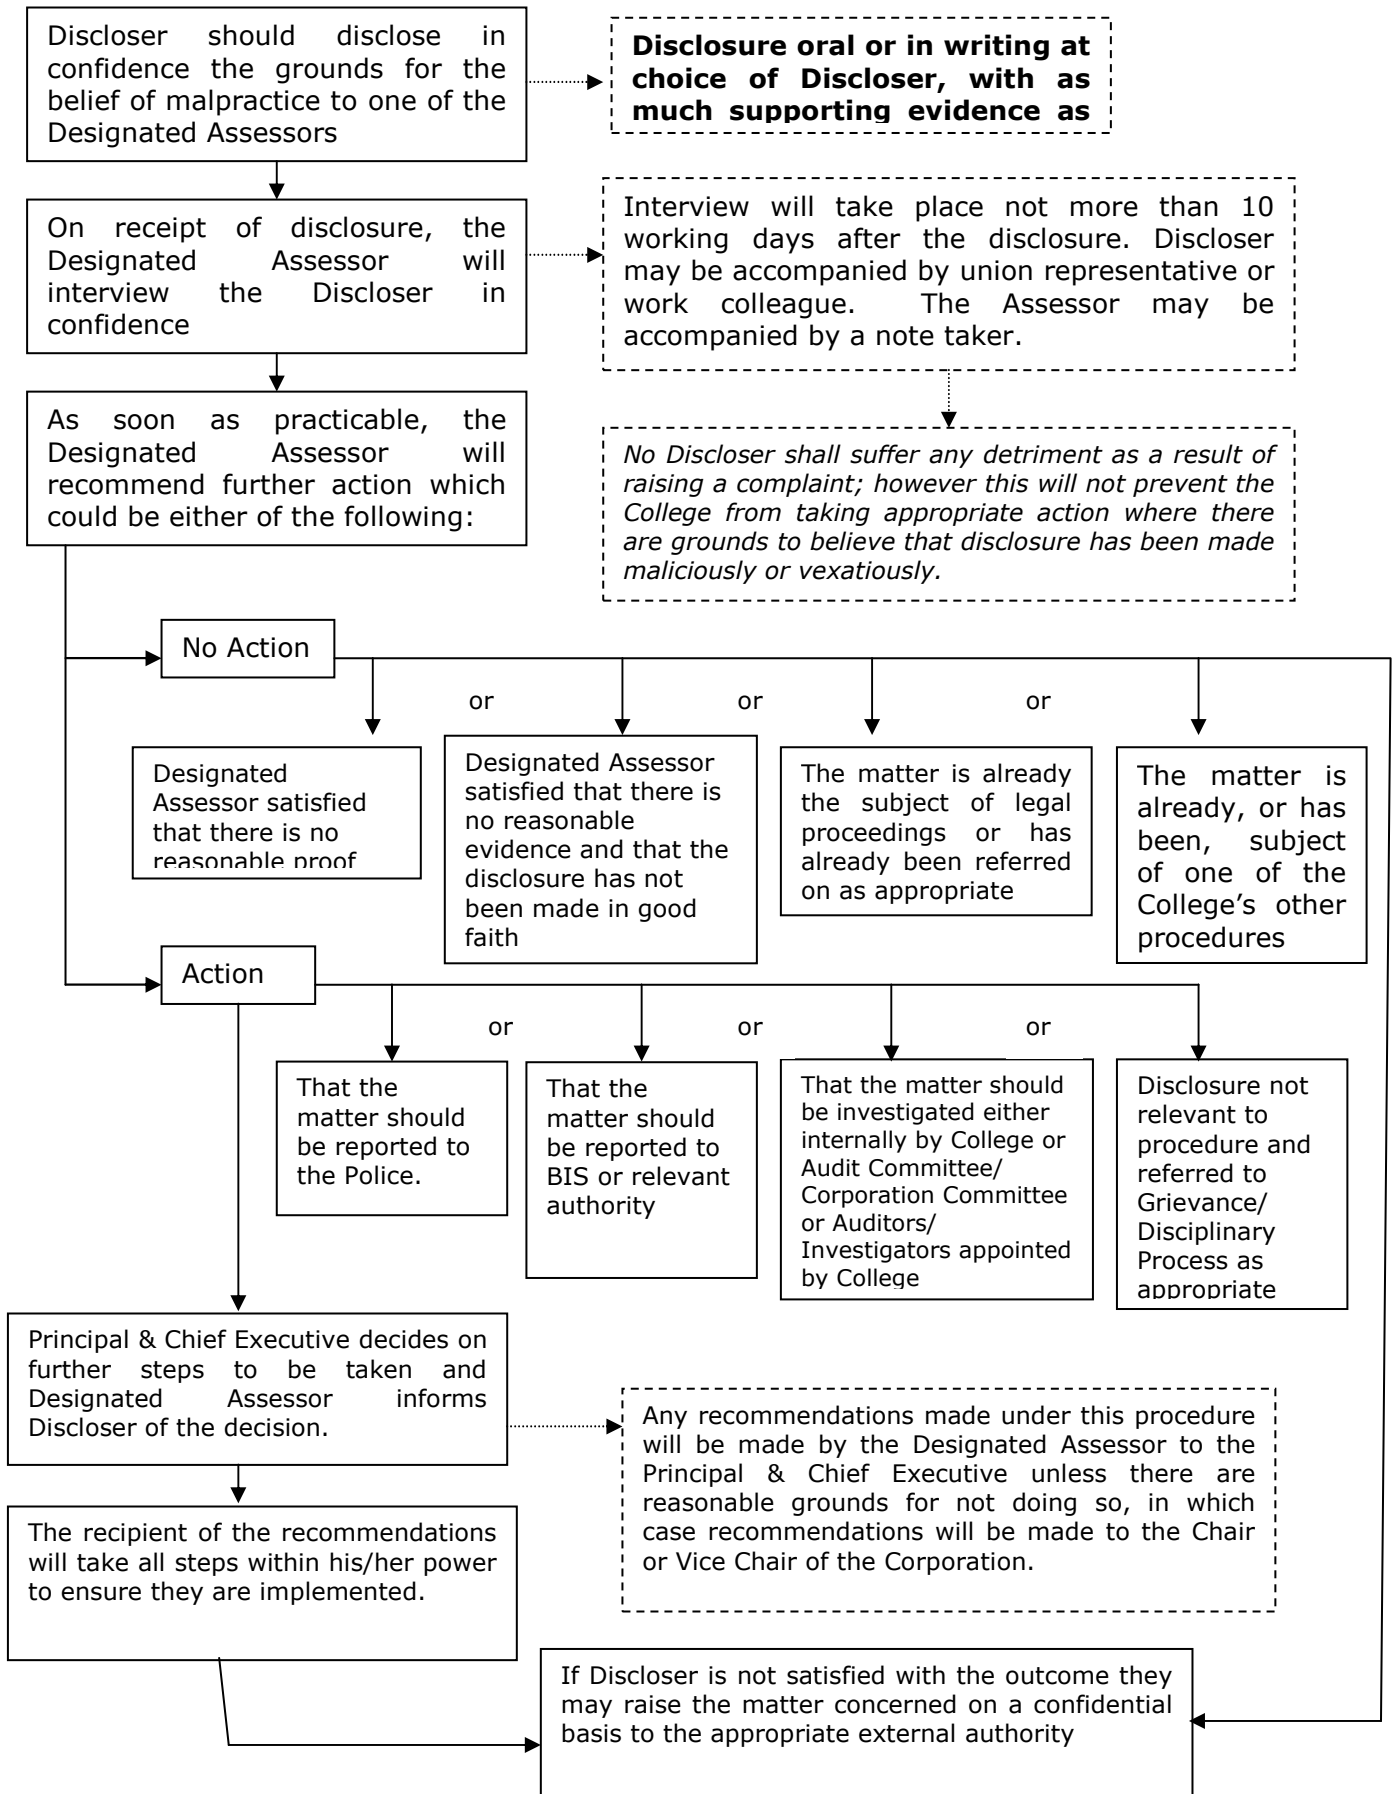 Discloser should disclose in
confidence the grounds for the
belief of malpractice to one of the
Designated Assessors
Disclosure oral or in writing at
choice of Discloser, with as
much supporting evidence as
On receipt of disclosure, the
Designated Assessor will
interview the Discloser in
confidence
Interview will take place not more than 10
working days after the disclosure. Discloser
may be accompanied by union representative or
work colleague. The Assessor may be
accompanied by a note taker.
As soon as practicable, the
Designated Assessor will
recommend further action which
could be either of the following:
No Discloser shall suffer any detriment as a result of
raising a complaint; however this will not prevent the
College from taking appropriate action where there
are grounds to believe that disclosure has been made
maliciously or vexatiously.
No Action
or
or
or
Designated
Assessor satisfied
that there is no
reasonable proof
Designated Assessor
satisfied that there is
no reasonable
evidence and that the
disclosure has not
been made in good
faith
The matter is already
the subject of legal
proceedings or has
already been referred
on as appropriate
The matter is
already, or has
been, subject
of one of the
College’s other
procedures
Action
or
or
or
That the
matter should
be reported to
the Police.
That the
matter should
be reported to
BIS or relevant
authority
That the matter should
be investigated either
internally by College or
Audit Committee/
Corporation Committee
or Auditors/
Investigators appointed
by College
Disclosure not
relevant to
procedure and
referred to
Grievance/
Disciplinary
Process as
appropriate
Principal & Chief Executive decides on
further steps to be taken and
Designated Assessor informs
Discloser of the decision.
Any recommendations made under this procedure
will be made by the Designated Assessor to the
Principal & Chief Executive unless there are
reasonable grounds for not doing so, in which
case recommendations will be made to the Chair
or Vice Chair of the Corporation.
The recipient of the recommendations
will take all steps within his/her power
to ensure they are implemented.
If Discloser is not satisfied with the outcome they
may raise the matter concerned on a confidential
basis to the appropriate external authority